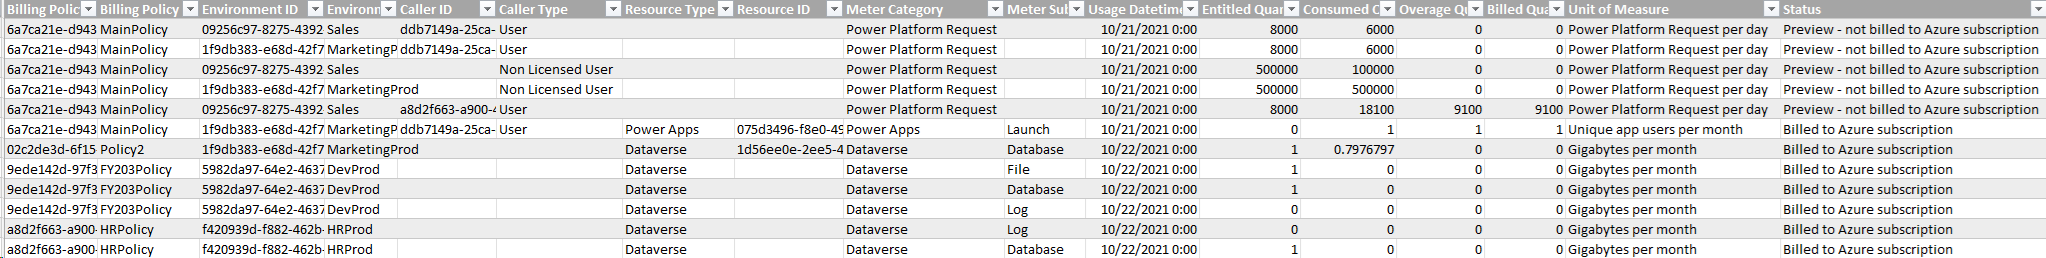 Billing Polic Billing Policy Environment ID Environn Caller ID Caller Type Resource Type Resource ID Meter Category Meter Sul Usage Datetim Entitled Quar Consumed C Overage Qu Billed Qua Unit of Measure Status
6a7ca21e-d943 MainPolicy 09256c97-8275-4392 Sales ddb7149a-25ca- User Power Platform Request 10/21/2021 0:00 8000 6000 0 0 Power Platform Request per day Preview - not billed to Azure subscription
6a7ca21e-d943 MainPolicy 1f9db383-e68d-42f7 MarketingP ddb7149a-25ca- User Power Platform Request 10/21/2021 0:00 8000 6000 0 0 Power Platform Request per day Preview - not billed to Azure subscription
6a7ca21e-d943 MainPolicy 09256c97-8275-4392 Sales Non Licensed User Power Platform Request 10/21/2021 0:00 500000 100000 0 0 Power Platform Request per day Preview - not billed to Azure subscription
6a7ca21e-d943 MainPolicy 1f9db383-e68d-42f7 MarketingProd Non Licensed User Power Platform Request 10/21/2021 0:00 500000 500000 0 0 Power Platform Request per day Preview - not billed to Azure subscription
6a7ca21e-d943 MainPolicy 09256c97-8275-4392 Sales a8d2f663-a900- User Power Platform Request 10/21/2021 0:00 8000 18100 9100 9100 Power Platform Request per day Preview - not billed to Azure subscription
6a7ca21e-d943 MainPolicy 1f9db383-e68d-42f7 MarketingP ddb7149a-25ca- User Power Apps 075d3496-f8e0-49 Power Apps Launch 10/21/2021 0:00 0 1 1 1 Unique app users per month Billed to Azure subscription
02c2de3d-6f15 Policy2 1f9db383-e68d-42f7 MarketingProd Dataverse 1d56ee0e-2ee5-4 Dataverse Database 10/22/2021 0:00 1 0.7976797 0 0 Gigabytes per month Billed to Azure subscription
9ede142d-97f3 FY203Policy 5982da97-64e2-4637 DevProd Dataverse Dataverse File 10/22/2021 0:00 1 0 0 0 Gigabytes per month Billed to Azure subscription
9ede142d-97f3 FY203Policy 5982da97-64e2-4637 DevProd Dataverse Dataverse Database 10/22/2021 0:00 1 0 0 0 Gigabytes per month Billed to Azure subscription
9ede142d-97f3 FY203Policy 5982da97-64e2-4637 DevProd Dataverse Dataverse Log 10/22/2021 0:00 0 0 0 0 Gigabytes per month Billed to Azure subscription
a8d2f663-a900- HRPolicy f420939d-f882-462b- HRProd Dataverse Dataverse Log 10/22/2021 0:00 0 0 0 0 Gigabytes per month Billed to Azure subscription
a8d2f663-a900- HRPolicy f420939d-f882-462b- HRProd Dataverse Dataverse Database 10/22/2021 0:00 1 0 0 0 Gigabytes per month Billed to Azure subscription